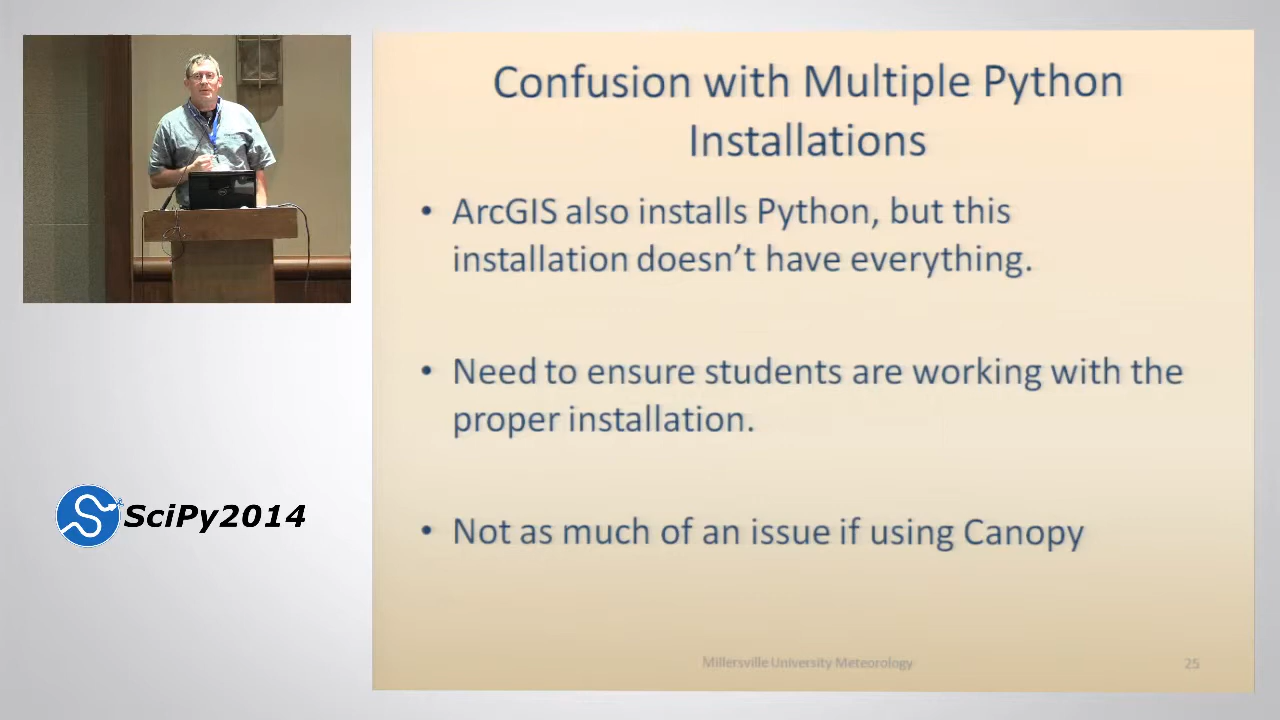 Confusion with Multiple Python
Installations
• ArcGIS also installs Python, but this
installation doesn't have everything.
• Need to ensure students are working with the
proper installation.
• Not as much of an issue if using Canopy
Millersville University Meteorology
25
SciPy2014